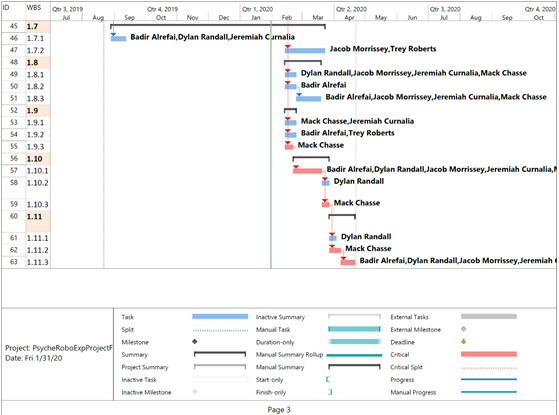 ID WBS Qtr 3, 2019 Qtr 4, 2019 Qtr 1, 2020 Qtr 2, 2020 Qtr 3, 2020 Qtr 4, 2020
Jul Aug Sep Oct Nov Dec Jan Feb Mar Apr May Jun Jul Aug Sep Oct
45 1.7
46 1.7.1 Badir Alrefai,Dylan Randall,Jeremiah Curnalia
47 1.7.2 Jacob Morrissey,Trey Roberts
48 1.8
49 1.8.1 Dylan Randall,Jacob Morrissey,Jeremiah Curnalia,Mack Chasse
50 1.8.2 Badir Alrefai
51 1.8.3 Badir Alrefai,Jacob Morrissey,Jeremiah Curnalia,Mack Chasse
52 1.9
53 1.9.1 Mack Chasse,Jeremiah Curnalia
54 1.9.2 Badir Alrefai,Trey Roberts
55 1.9.3 Mack Chasse
56 1.10
57 1.10.1 Badir Alrefai,Dylan Randall,Jacob Morrissey,Jeremiah Curnalia,M
58 1.10.2 Dylan Randall
59 1.10.3 Mack Chasse
60 1.11
61 1.11.1 Dylan Randall
62 1.11.2 Mack Chasse
63 1.11.3 Badir Alrefai,Dylan Randall,Jacob Morrissey,Jeremiah
Project: PsycheRoboExpProjectF
Date: Fri 1/31/20
Task Inactive Summary External Tasks
Split Manual Task External Milestone
Milestone Duration-only Deadline
Summary Manual Summary Rollup Critical
Project Summary Manual Summary Critical Split
Inactive Task Start-only Progress
Inactive Milestone Finish-only Manual Progress
Page 3